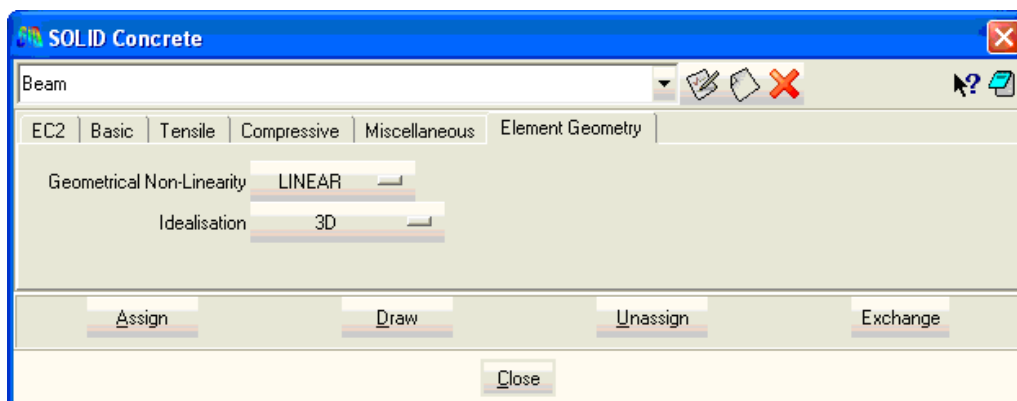 SOLID Concrete
Beam
EC2 Basic Tensile Compressive Miscellaneous Element Geometry
Geometrical Non-Linearity LINEAR
Idealisation 3D
Assign Draw Unassign Exchange
Close